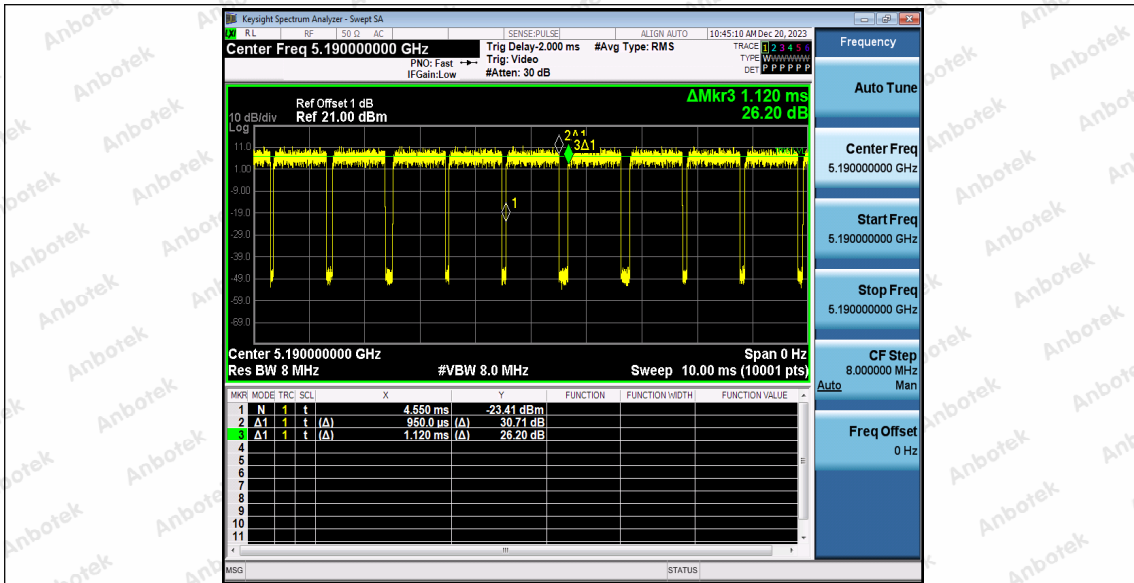 Keysight Spectrum Analyzer - Swept SA
LXI RL RF 50 Ω AC SENSE:PULSE ALIGN AUTO 10:45:10 AM Dec 20, 2023
Center Freq 5.190000000 GHz
Trig Delay-2.000 ms #Avg Type: RMS
PNO: Fast Trig: Video
IFGain:Low #Atten: 30 dB
TRACE 1 2 3 4 5 6
TYPE WWWWWW
DET P P P P P P
ΔMkr3 1.120 ms
26.20 dB
Ref Offset 1 dB
10 dB/div Ref 21.00 dBm
Log
11.0
1.00
-9.00
-19.0
-29.0
-39.0
-49.0
-59.0
-69.0
2Δ1
3Δ1
1
Center 5.190000000 GHz Span 0 Hz
Res BW 8 MHz #VBW 8.0 MHz Sweep 10.00 ms (10001 pts)
MKR MODE TRC SCL X Y FUNCTION FUNCTION WIDTH FUNCTION VALUE
1 N 1 t 4.550 ms -23.41 dBm
2 Δ1 1 t (Δ) 950.0 µs (Δ) 30.71 dB
3 Δ1 1 t (Δ) 1.120 ms (Δ) 26.20 dB
4
5
6
7
8
9
10
11
MSG STATUS
Frequency
Auto Tune
Center Freq
5.190000000 GHz
Start Freq
5.190000000 GHz
Stop Freq
5.190000000 GHz
CF Step
8.000000 MHz
Auto Man
Freq Offset
0 Hz
Anbotek